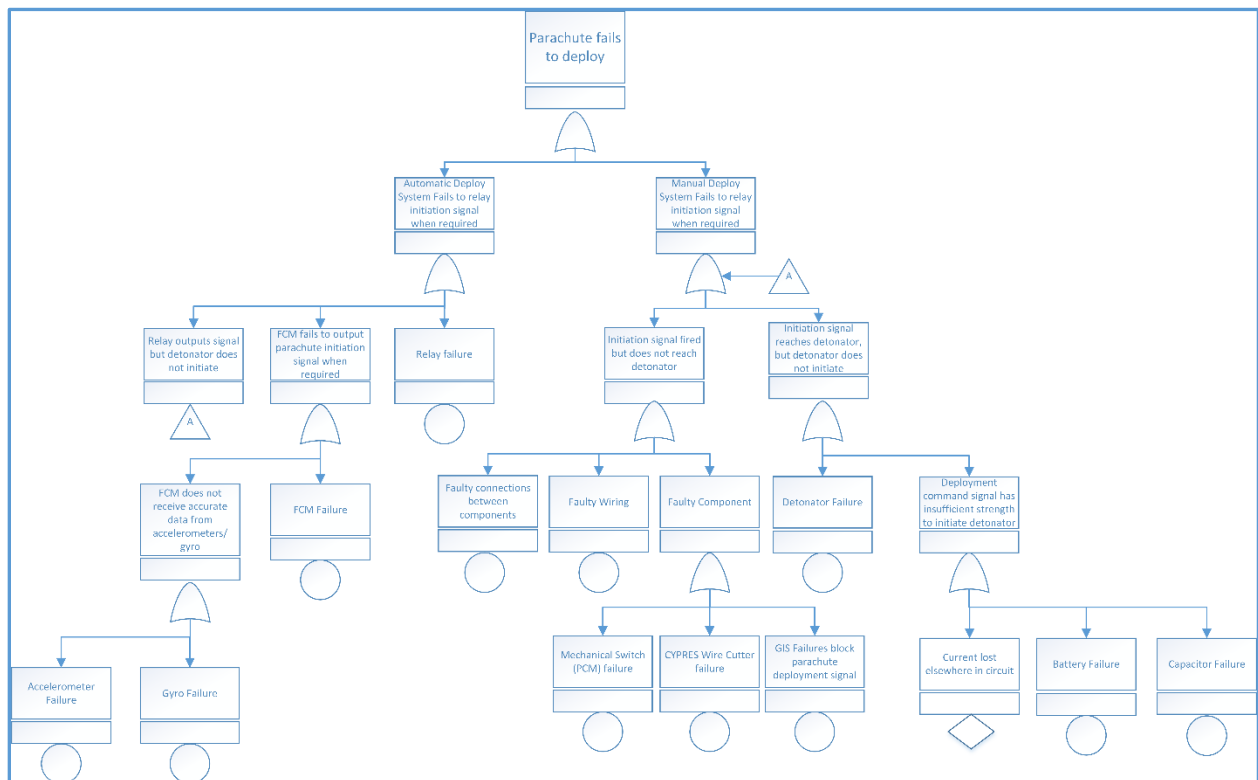 Parachute fails
to deploy
Automatic Deploy
System Fails to relay
initiation signal
when required
Manual Deploy
System Fails to relay
initiation signal
when required
A
Relay outputs signal
but detonator does
not initiate
A
FCM fails to output
parachute initiation
signal when
required
Relay failure
Initiation signal fired
but does not reach
detonator
Initiation signal
reaches detonator,
but detonator does
not initiate
FCM does not
receive accurate
data from
accelerometers/
gyro
FCM Failure
Faulty connections
between
components
Faulty Wiring
Faulty Component
Detonator Failure
Deployment
command signal has
insufficient strength
to initiate detonator
Accelerometer
Failure
Gyro Failure
Mechanical Switch
(PCM) failure
CYPRES Wire Cutter
failure
GIS Failures block
parachute
deployment signal
Current lost
elsewhere in circuit
Battery Failure
Capacitor Failure